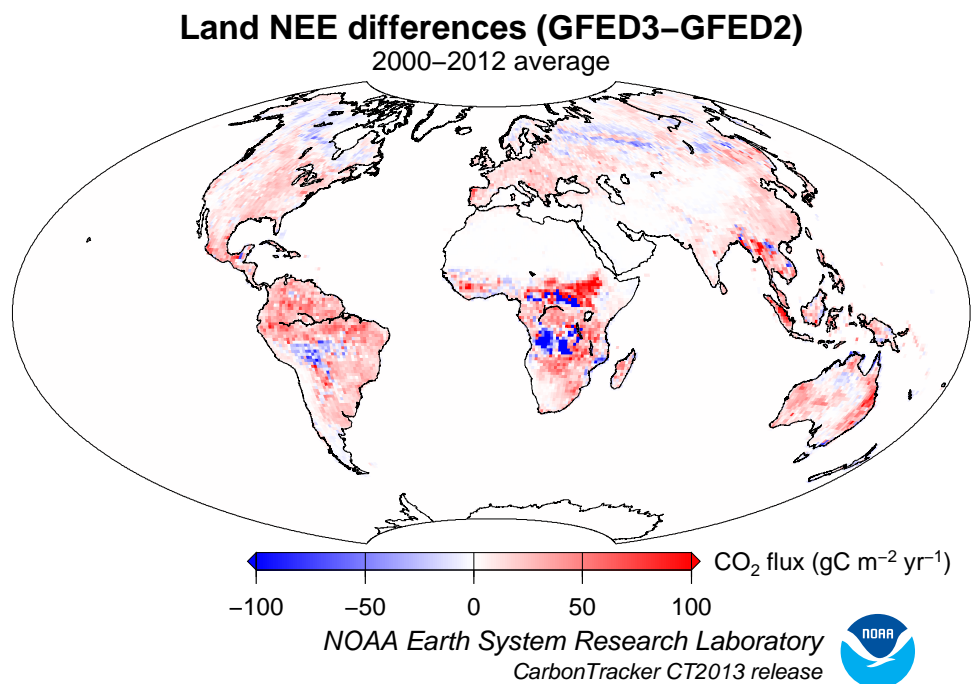 Land NEE differences (GFED3–GFED2)
2000–2012 average
CO₂ flux (gC m⁻² yr⁻¹)
−100 −50 0 50 100
NOAA Earth System Research Laboratory
CarbonTracker CT2013 release
NOAA